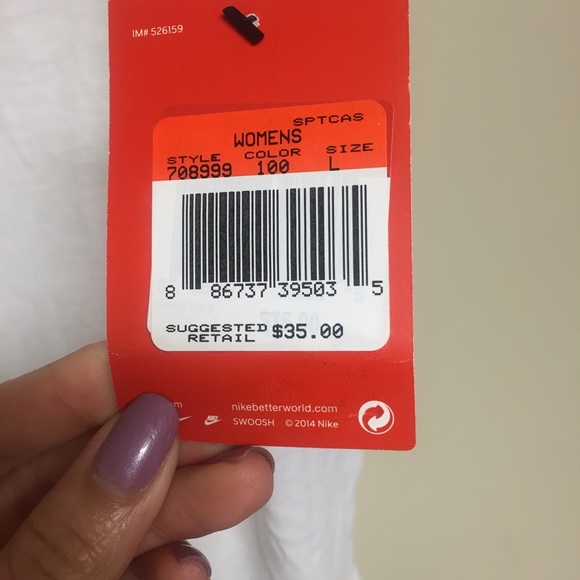 IM# 526159
SPTCAS
WOMENS
STYLE COLOR SIZE
708999 100 L
8 86737 39503 5
SUGGESTED
RETAIL $35.00
nikebetterworld.com
NIKE SWOOSH © 2014 Nike